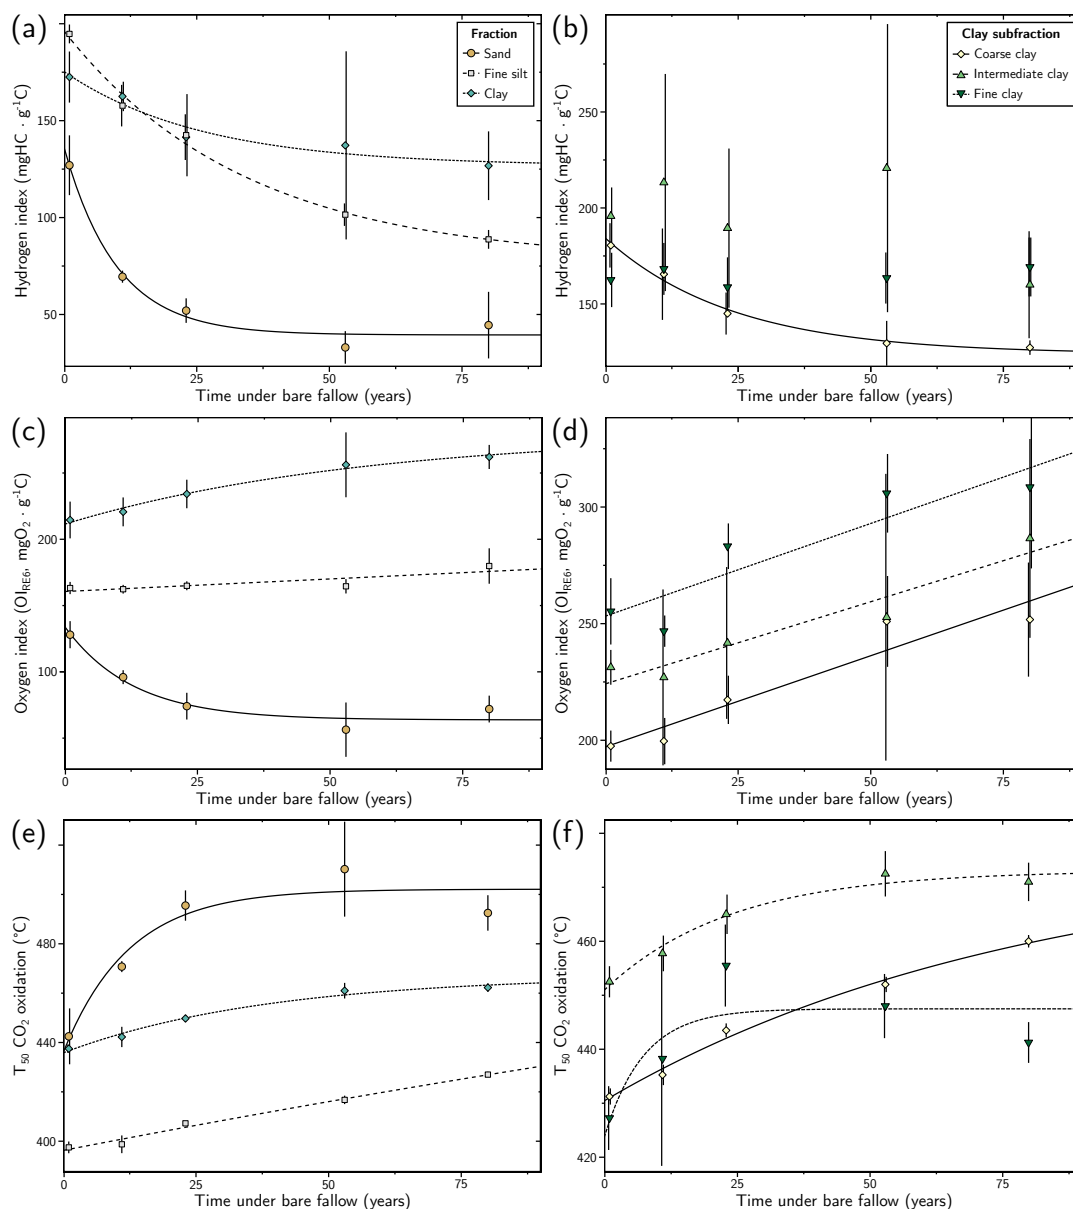 (a)
Fraction
Sand
Fine silt
Clay
Hydrogen index (mgHC · g⁻¹C)
150
100
50
0 25 50 75
Time under bare fallow (years)
(b)
Clay subfraction
Coarse clay
Intermediate clay
Fine clay
Hydrogen index (mgHC · g⁻¹C)
250
200
150
0 25 50 75
Time under bare fallow (years)
(c)
Oxygen index (OI_RE6, mgO₂ · g⁻¹C)
200
100
0 25 50 75
Time under bare fallow (years)
(d)
Oxygen index (OI_RE6, mgO₂ · g⁻¹C)
300
250
200
0 25 50 75
Time under bare fallow (years)
(e)
T₅₀ CO₂ oxidation (°C)
480
440
400
0 25 50 75
Time under bare fallow (years)
(f)
T₅₀ CO₂ oxidation (°C)
460
440
420
0 25 50 75
Time under bare fallow (years)